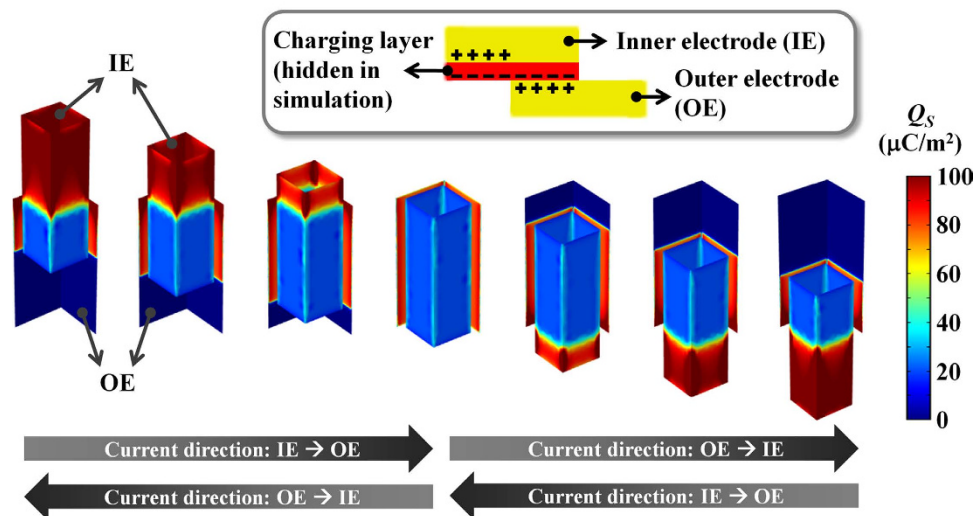 IE
Charging layer
(hidden in
simulation)
++++
++++
Inner electrode (IE)
Outer electrode
(OE)
Q_S
(μC/m²)
100
80
60
40
20
0
OE
Current direction: IE → OE
Current direction: OE → IE
Current direction: OE → IE
Current direction: IE → OE